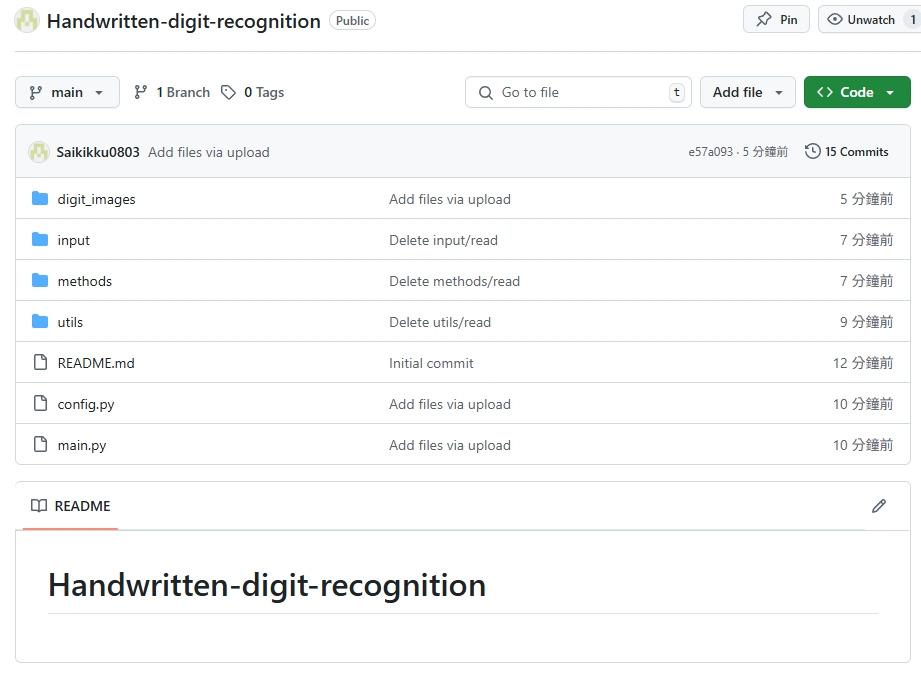 Handwritten-digit-recognition Public Pin Unwatch 1
main 1 Branch 0 Tags Go to file t Add file Code
Saikikku0803 Add files via upload e57a093 · 5 分鐘前 15 Commits
digit_images Add files via upload 5 分鐘前
input Delete input/read 7 分鐘前
methods Delete methods/read 7 分鐘前
utils Delete utils/read 9 分鐘前
README.md Initial commit 12 分鐘前
config.py Add files via upload 10 分鐘前
main.py Add files via upload 10 分鐘前
README
Handwritten-digit-recognition